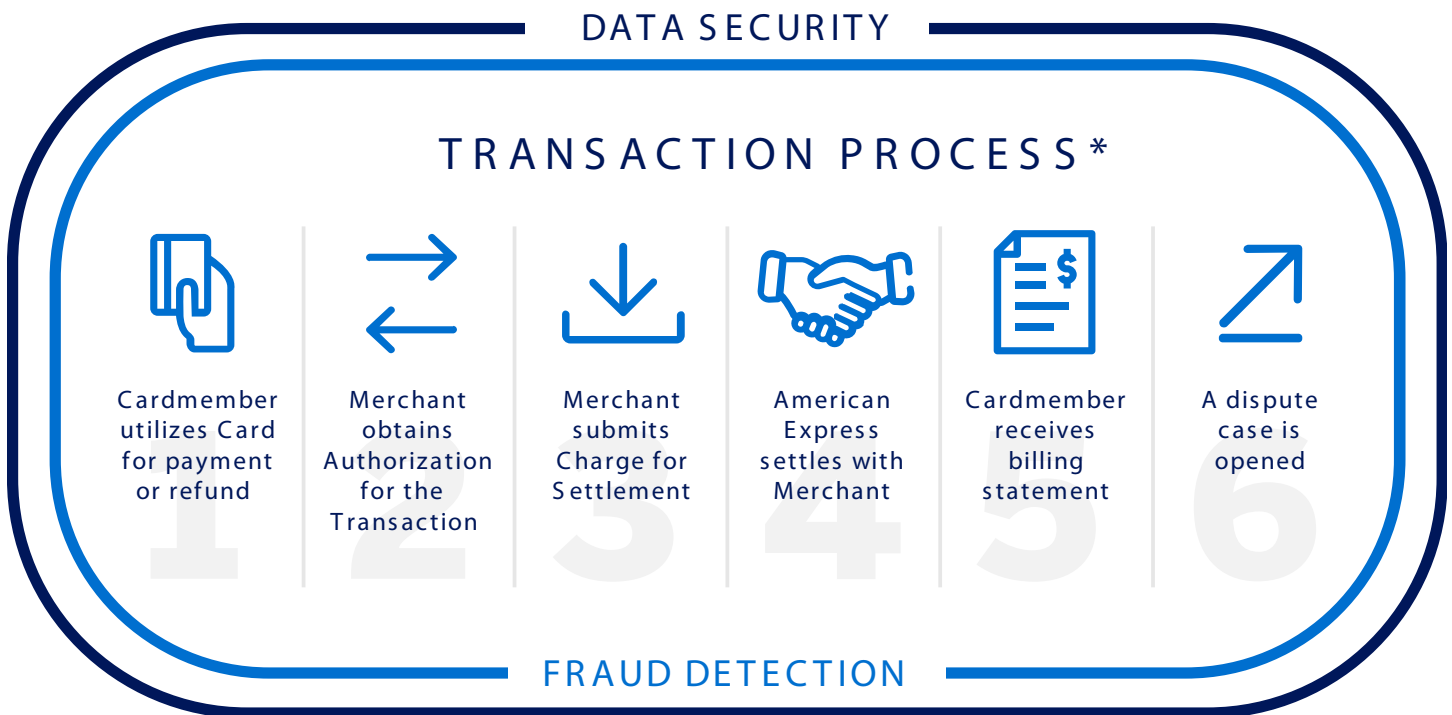 DATA SECURITY
TRANSACTION PROCESS*
$
Cardmember
utilizes Card
for payment
or refund
1
Merchant
obtains
Authorization
for the
Transaction
2
Merchant
submits
Charge for
Settlement
3
American
Express
settles with
Merchant
4
Cardmember
receives
billing
statement
5
A dispute
case is
opened
6
FRAUD DETECTION